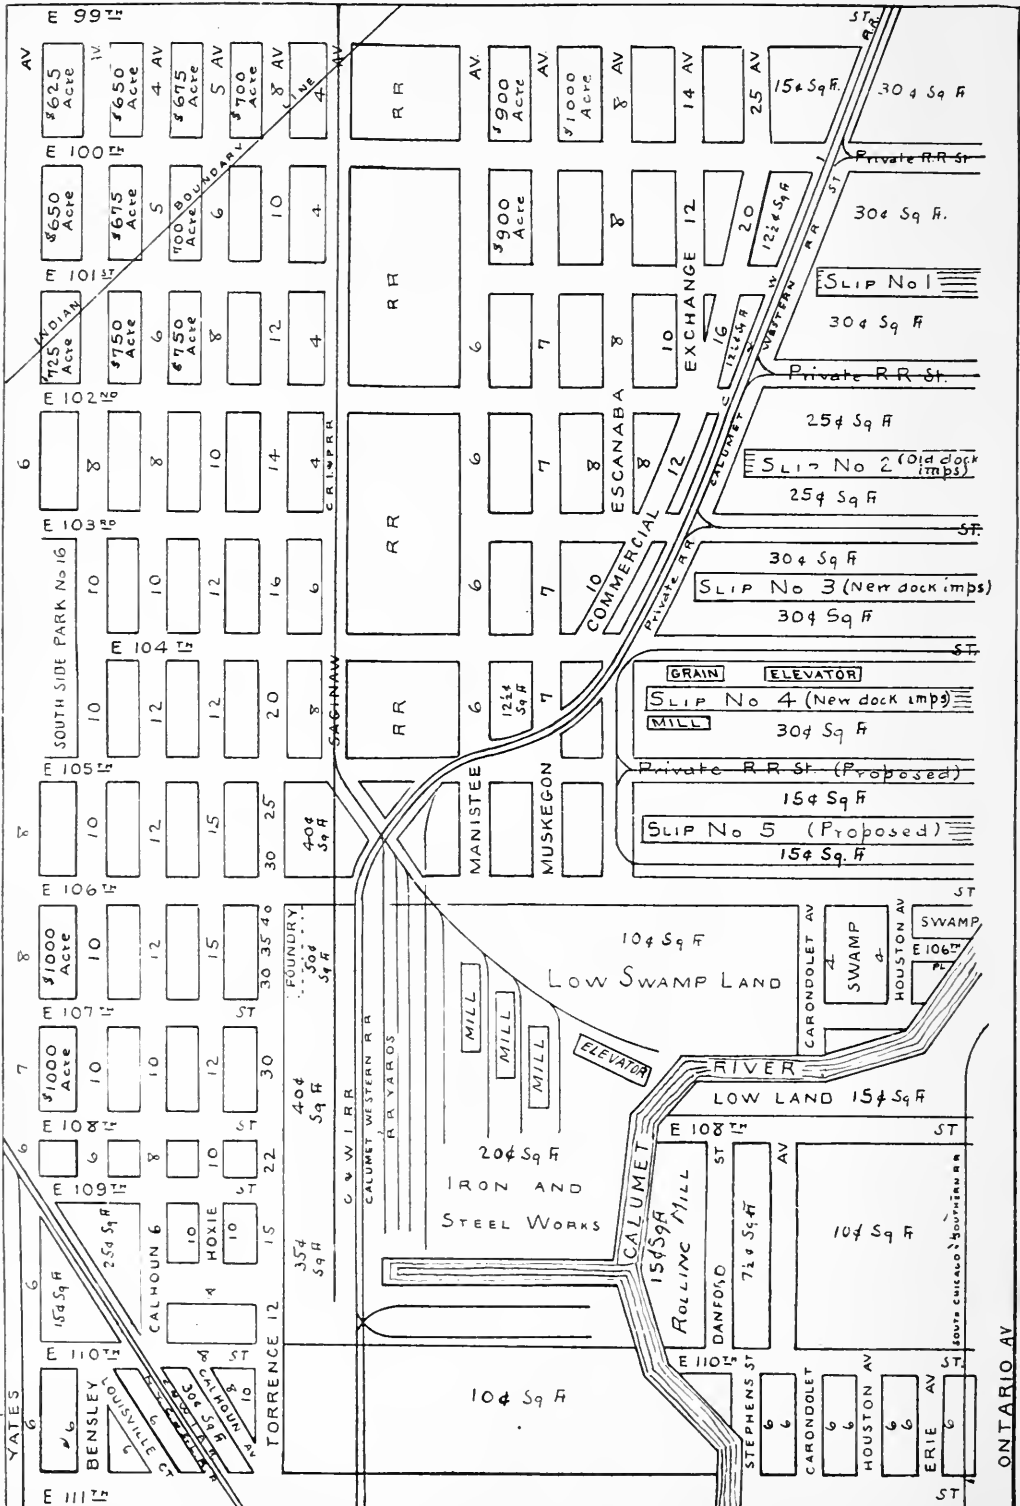 E 99TH
ST.
R.R.
AV
AV.
4 AV
5 AV
8 AV
LINE
4
AV
RR
AV.
AV.
8 AV
14 AV
25 AV
$625 Acre
$650 Acre
$675 Acre
$700 Acre
$900 Acre
$1000 Acre
15¢ Sq Ft.
30¢ Sq Ft
E 100TH
BOUNDARY
Private R.R. St
$650 Acre
$675 Acre
5
700 Acre
6
10
4
RR
$900 Acre
8
12
20
12½¢ Sq Ft
ST
RR
30¢ Sq Ft.
E 101ST
SLIP No 1
INDIAN
$725 Acre
$750 Acre
6
$750 Acre
8
12
4
6
7
8
10
EXCHANGE
16
12½¢ Sq Ft
C & W I
WESTERN
30¢ Sq Ft
E 102ND
Private R R St.
6
8
8
10
14
4
C R I & P R R
RR
6
7
8
ESCANABA
8
12
CALUMET
25¢ Sq Ft
SLIP No 2 (Old dock imps)
25¢ Sq Ft
E 103RD
ST.
SOUTH SIDE PARK No 16
10
10
12
16
6
6
7
10
COMMERCIAL
Private RR
30¢ Sq Ft
SLIP No 3 (New dock imps)
30¢ Sq Ft
E 104TH
ST.
10
12
12
20
8
SAGINAW
RR
6
12½¢ Sq Ft
7
GRAIN
ELEVATOR
SLIP No 4 (New dock imps)
MILL
30¢ Sq Ft
E 105TH
Private R R St (Proposed)
8
10
12
15
25
30
40¢ Sq Ft
MANISTEE
MUSKEGON
15¢ Sq Ft
SLIP No 5 (Proposed)
15¢ Sq. Ft
E 106TH
ST
8
$1000 Acre
10
12
15
30 35 40
FOUNDRY
50¢ Sq Ft
10¢ Sq Ft
LOW SWAMP LAND
CARONDOLET AV
4
SWAMP
4
HOUSTON AV
SWAMP
E 106TH
PL
E 107TH
ST
7
$1000 Acre
10
10
12
30
40¢ Sq Ft
C & W I RR
CALUMET WESTERN RR
R R YARDS
MILL
MILL
MILL
ELEVATOR
RIVER
LOW LAND 15¢ Sq Ft
E 108TH
ST
E 108TH
ST
6
6
8
10
22
20¢ Sq Ft
IRON AND
STEEL WORKS
CALUMET
15¢ Sq Ft
ROLLING MILL
ST
DANFORD
7½¢ Sq Ft
AV
10¢ Sq Ft
SOUTH CHICAGO & SOUTHERN RR
E 109TH
ST
6
15¢ Sq Ft
25¢ Sq Ft
CALHOUN 6
10
HOXIE
10
15
4
12
35¢ Sq Ft
E 110TH
ST
E 110TH
ST.
YATES
6
6
BENSLEY
LOUISVILLE CT
6
6
30¢ Sq Ft
CALHOUN AV
8
10
TORRENCE
10¢ Sq Ft
STEPHENS ST
6
6
CARONDOLET
6
6
HOUSTON AV
6
6
ERIE AV
6
ONTARIO AV
E 111TH
ST